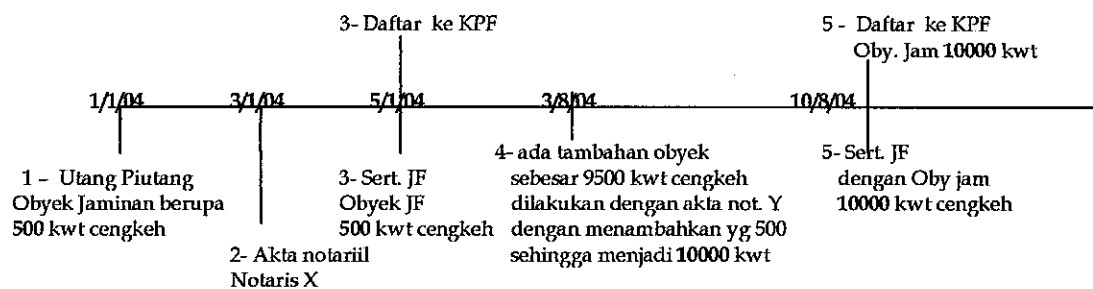 3- Daftar ke KPF
5 - Daftar ke KPF
Oby. Jam 10000 kwt
1/1/04
3/1/04
5/1/04
3/8/04
10/8/04
1 - Utang Piutang
Obyek Jaminan berupa
500 kwt cengkeh
2- Akta notariil
Notaris X
3- Sert. JF
Obyek JF
500 kwt cengkeh
4- ada tambahan obyek
sebesar 9500 kwt cengkeh
dilakukan dengan akta not. Y
dengan menambahkan yg 500
sehingga menjadi 10000 kwt
5- Sert. JF
dengan Oby jam
10000 kwt cengkeh